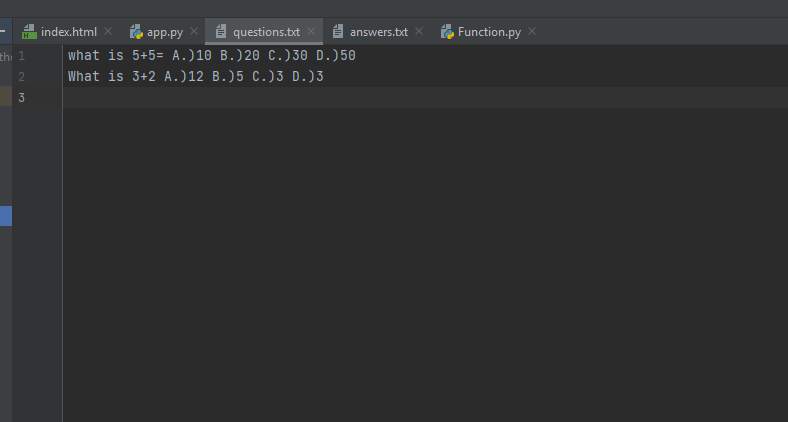 index.html app.py questions.txt answers.txt Function.py
1 what is 5+5= A.)10 B.)20 C.)30 D.)50
2 What is 3+2 A.)12 B.)5 C.)3 D.)3
3